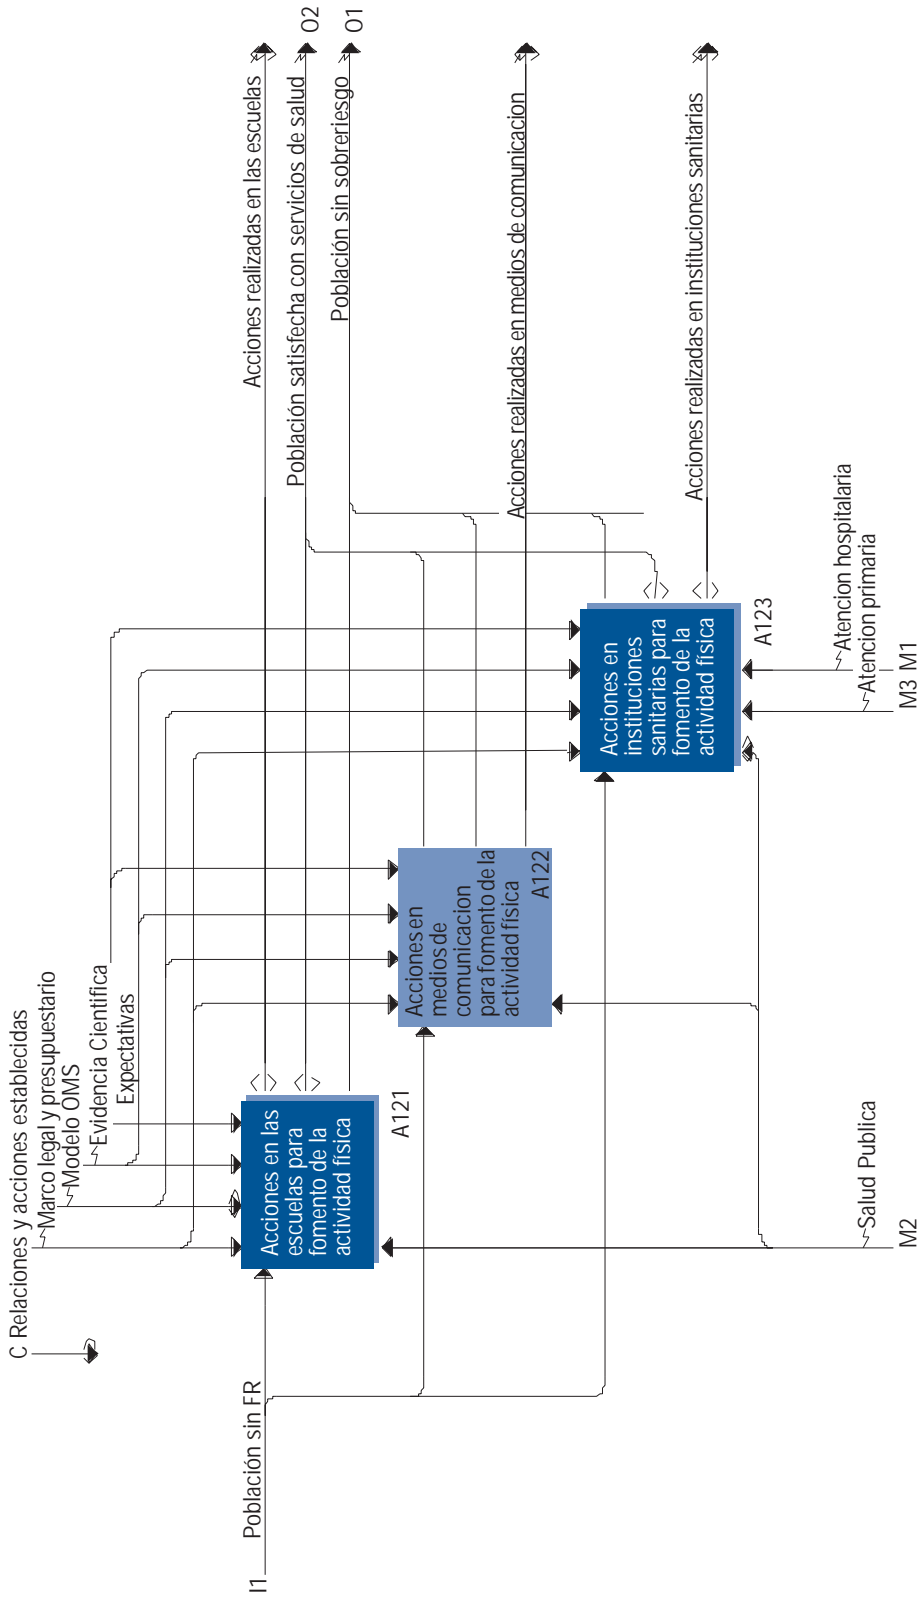 C Relaciones y acciones establecidas
Marco legal y presupuestario
Modelo OMS
Evidencia Cientifica
Expectativas
I1
Población sin FR
Acciones en las
escuelas para
fomento de la
actividad física
A121
Acciones en
medios de
comunicacion
para fomento de la
actividad física
A122
Acciones en
instituciones
sanitarias para
fomento de la
actividad física
A123
Acciones realizadas en las escuelas
Población satisfecha con servicios de salud
O2
Población sin sobreriesgo
O1
Acciones realizadas en medios de comunicacion
Acciones realizadas en instituciones sanitarias
Salud Publica
M2
Atencion hospitalaria
Atencion primaria
M3 M1